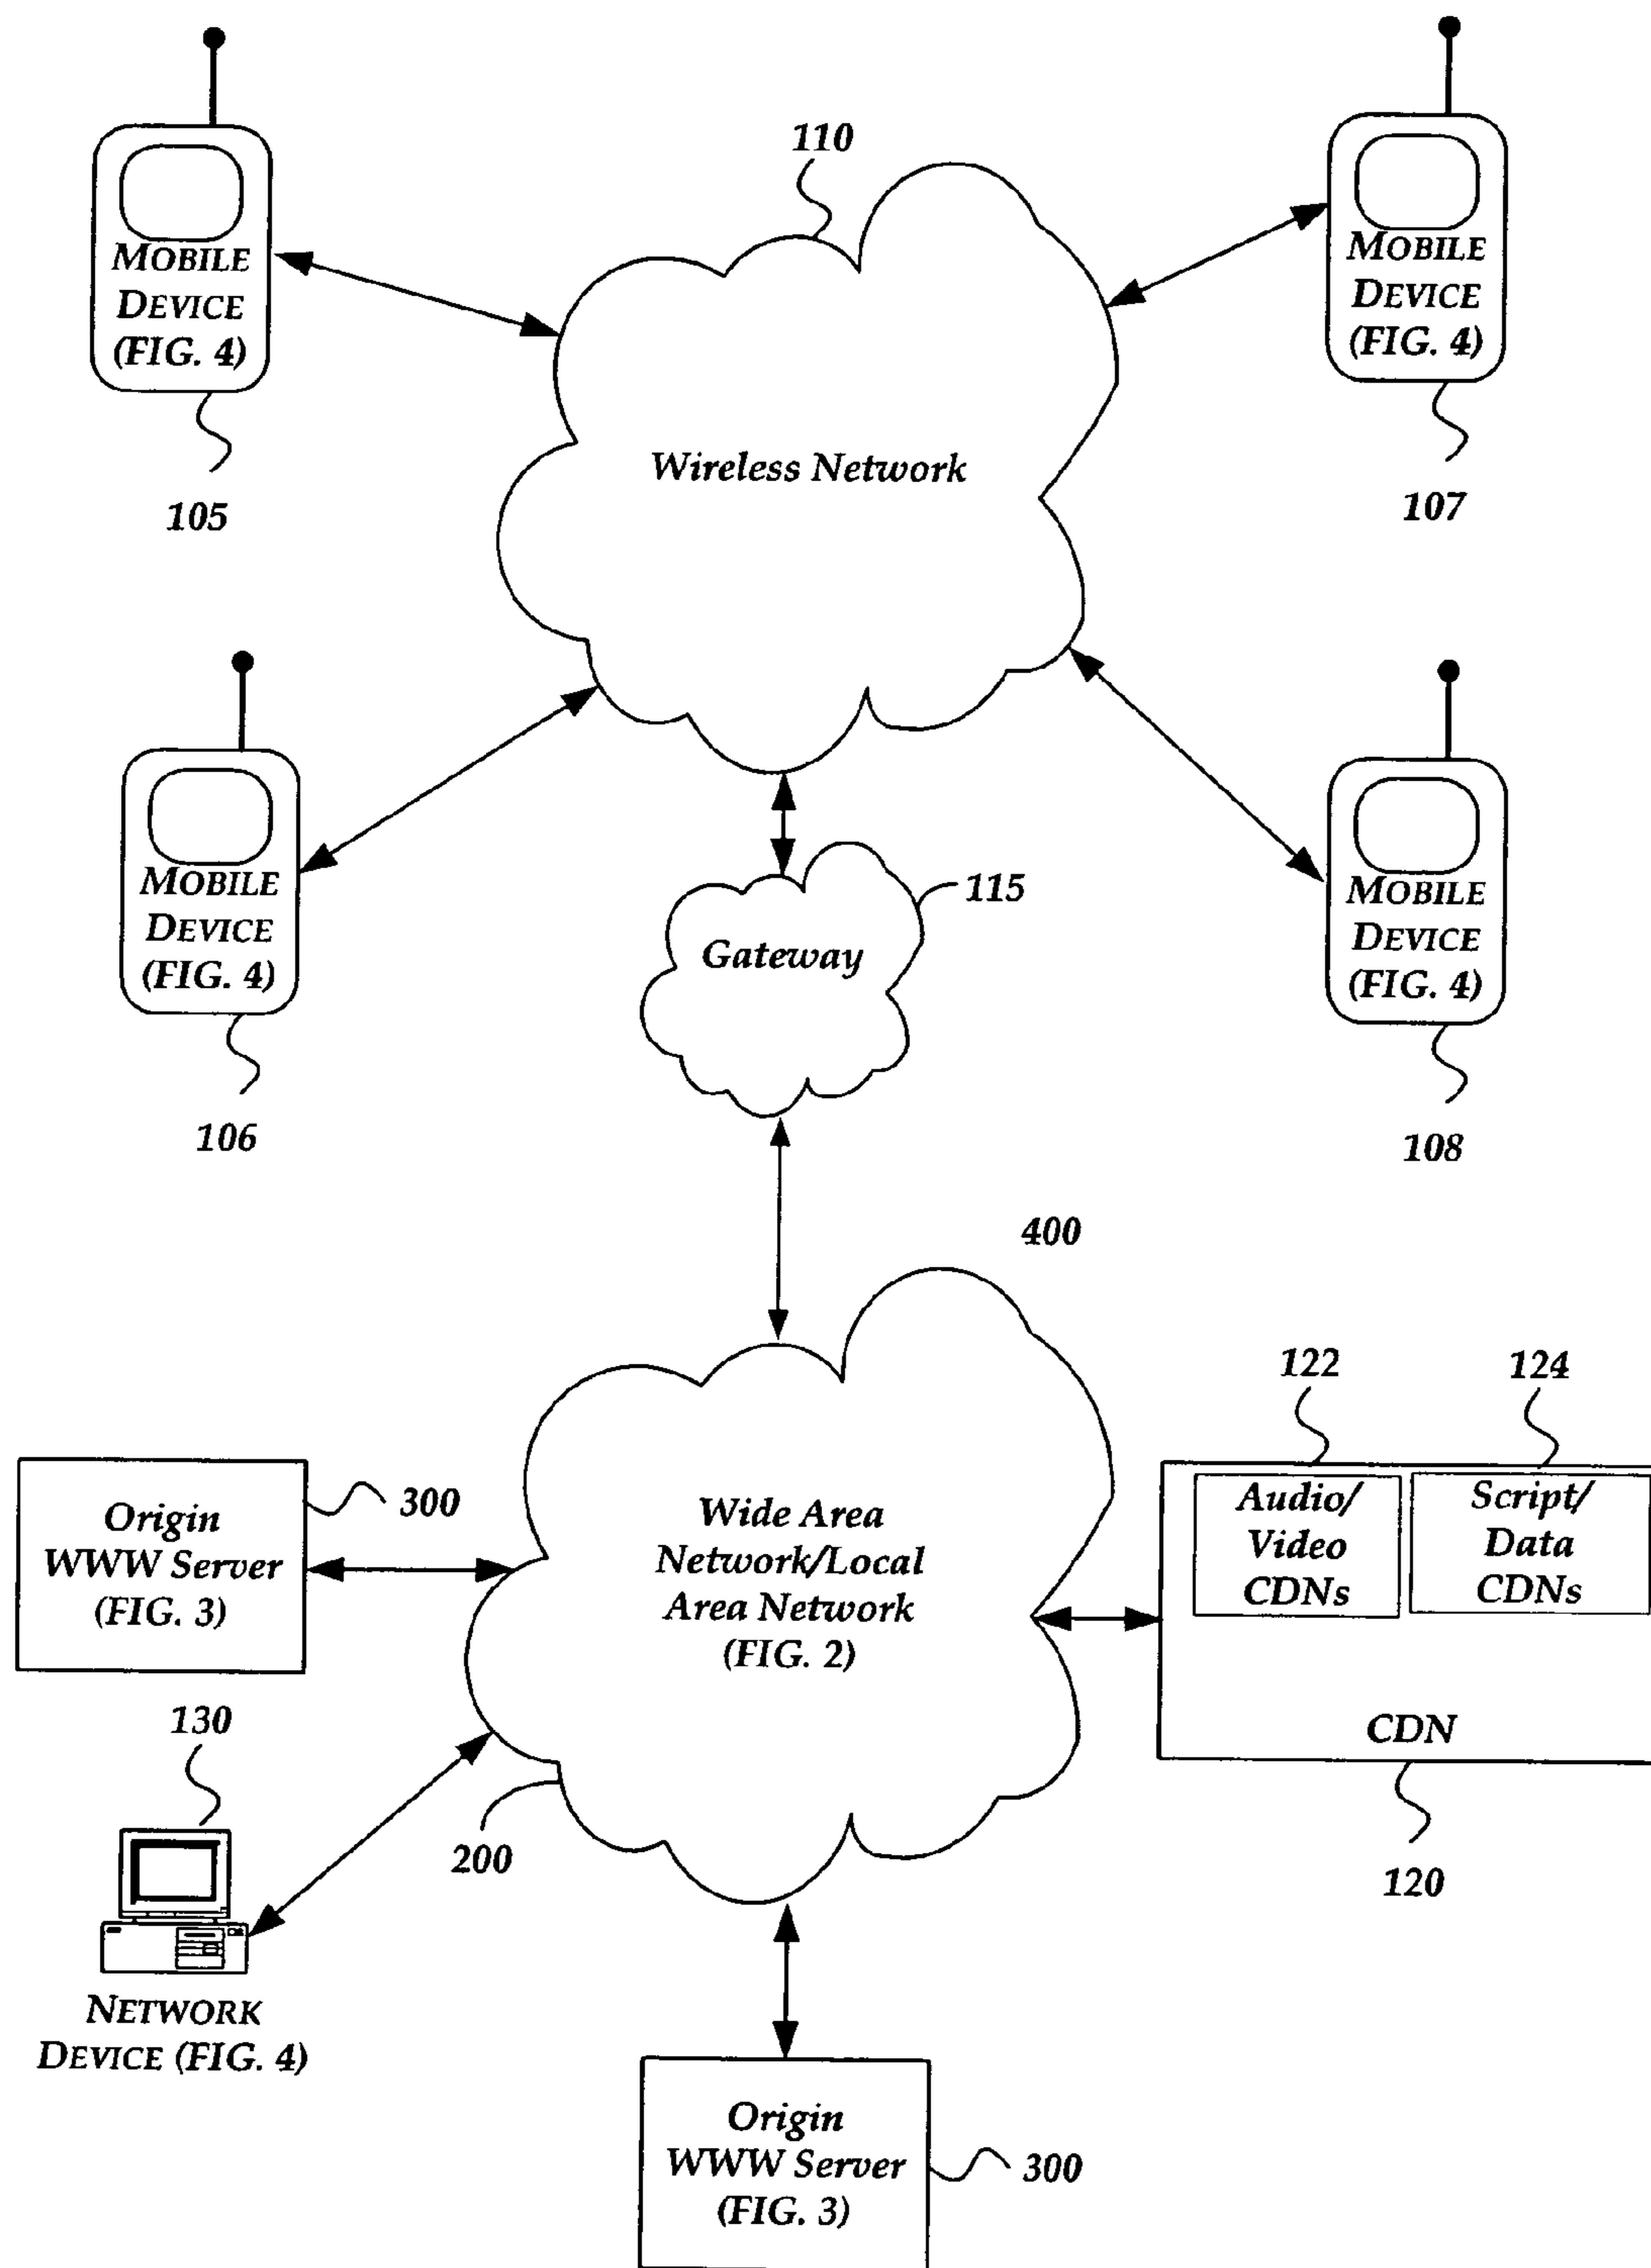 110
MOBILE
DEVICE
(FIG. 4)
105
MOBILE
DEVICE
(FIG. 4)
107
Wireless Network
MOBILE
DEVICE
(FIG. 4)
106
MOBILE
DEVICE
(FIG. 4)
108
115
Gateway
400
122
124
Origin
WWW Server
(FIG. 3)
300
Wide Area
Network/Local
Area Network
(FIG. 2)
Audio/
Video
CDNs
Script/
Data
CDNs
CDN
120
130
200
NETWORK
DEVICE (FIG. 4)
Origin
WWW Server
(FIG. 3)
300